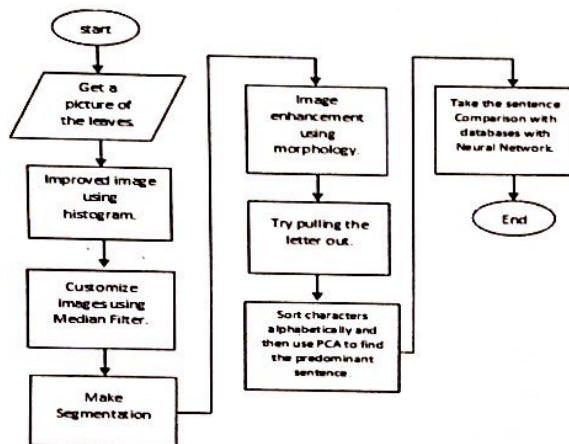 start
Get a
picture of
the leaves.
Improved image
using
histogram.
Customize
Images using
Median Filter.
Make
Segmentation
Image
enhancement
using
morphology.
Try pulling the
letter out.
Sort characters
alphabetically and
then use PCA to find
the predominant
sentence.
Take the sentence
Comparison with
databases with
Neural Network.
End